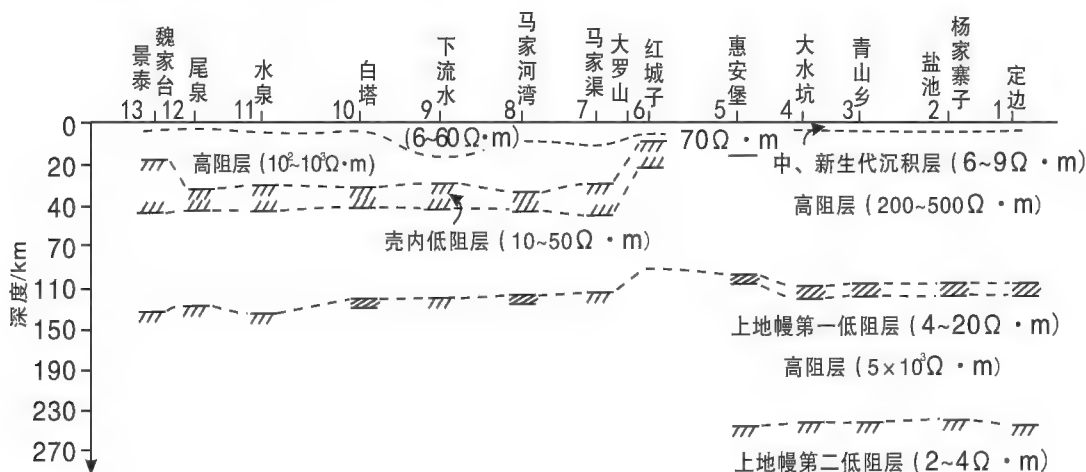 景泰
魏家台
尾泉
水泉
白塔
下流水
马家河湾
马家渠
大罗山
红城子
惠安堡
大水坑
青山乡
盐池
杨家寨子
定边
13 12 11 10 9 8 7 6 5 4 3 2 1
0
20
40
70
110
150
190
230
270
深度/km
(6~60Ω·m)
70Ω·m
高阻层(10²~10³Ω·m)
中、新生代沉积层(6~9Ω·m)
高阻层(200~500Ω·m)
壳内低阻层(10~50Ω·m)
上地幔第一低阻层(4~20Ω·m)
高阻层(5×10³Ω·m)
上地幔第二低阻层(2~4Ω·m)